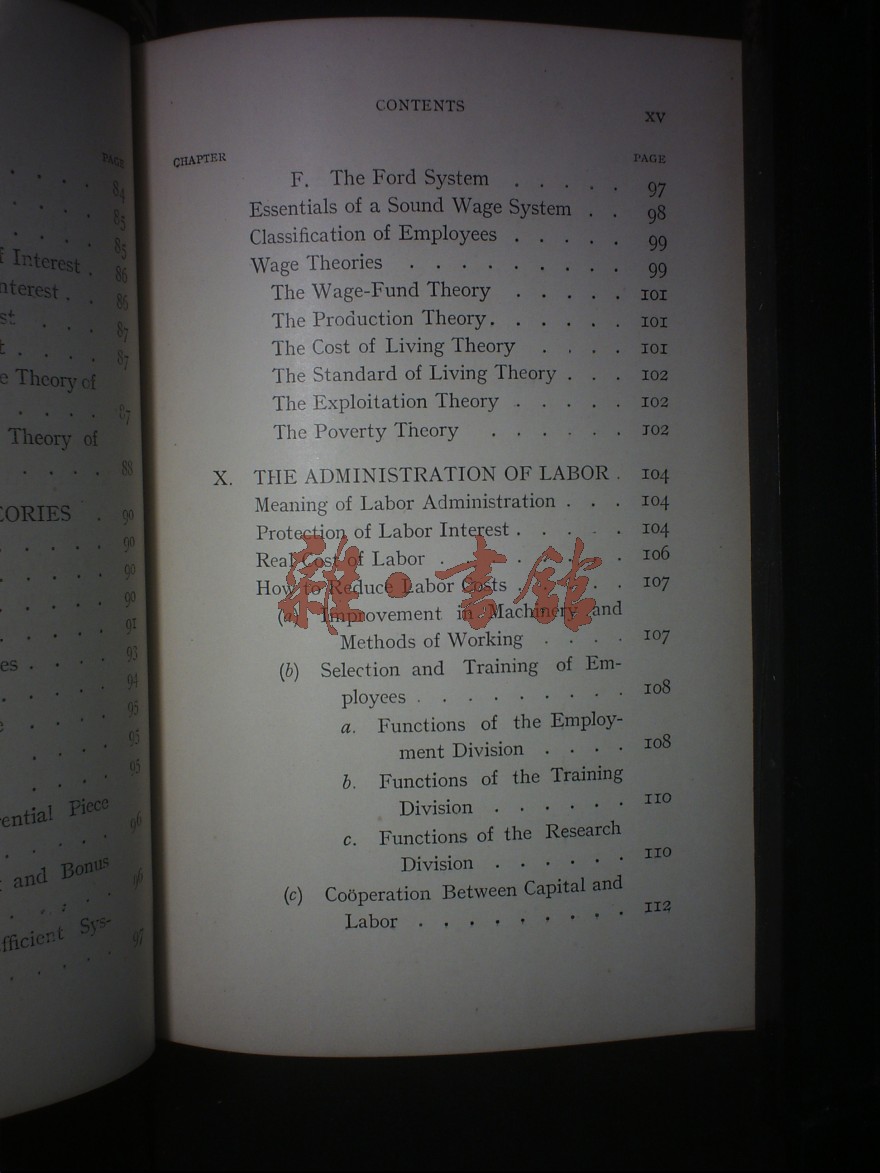 PAGE
84
85
85
f Interest . 86
nterest . . 86
st . . . 87
t . . . . 87
e Theory of
. . . . 87
Theory of
. . . . 88
ORIES . 90
90
90
90
91
es . . . . 93
94
95
95
95
ential Piece
96
and Bonus
96
fficient Sys-
97
CONTENTS
XV
CHAPTER PAGE
F. The Ford System . . . . . 97
Essentials of a Sound Wage System . . 98
Classification of Employees . . . . . 99
Wage Theories . . . . . . . . . 99
The Wage-Fund Theory . . . . . 101
The Production Theory . . . . . . 101
The Cost of Living Theory . . . . 101
The Standard of Living Theory . . . 102
The Exploitation Theory . . . . . 102
The Poverty Theory . . . . . . 102
X. THE ADMINISTRATION OF LABOR . 104
Meaning of Labor Administration . . . 104
Protection of Labor Interest . . . . . 104
Real Cost of Labor . . . . . . . 106
How to Reduce Labor Costs . . . . . 107
(a) Improvement in Machinery and
Methods of Working . . . . 107
(b) Selection and Training of Em-
ployees . . . . . . . . . 108
a. Functions of the Employ-
ment Division . . . . 108
b. Functions of the Training
Division . . . . . . 110
c. Functions of the Research
Division . . . . . . 110
(c) Coöperation Between Capital and
Labor . . . . . . . . . 112
雜·書館